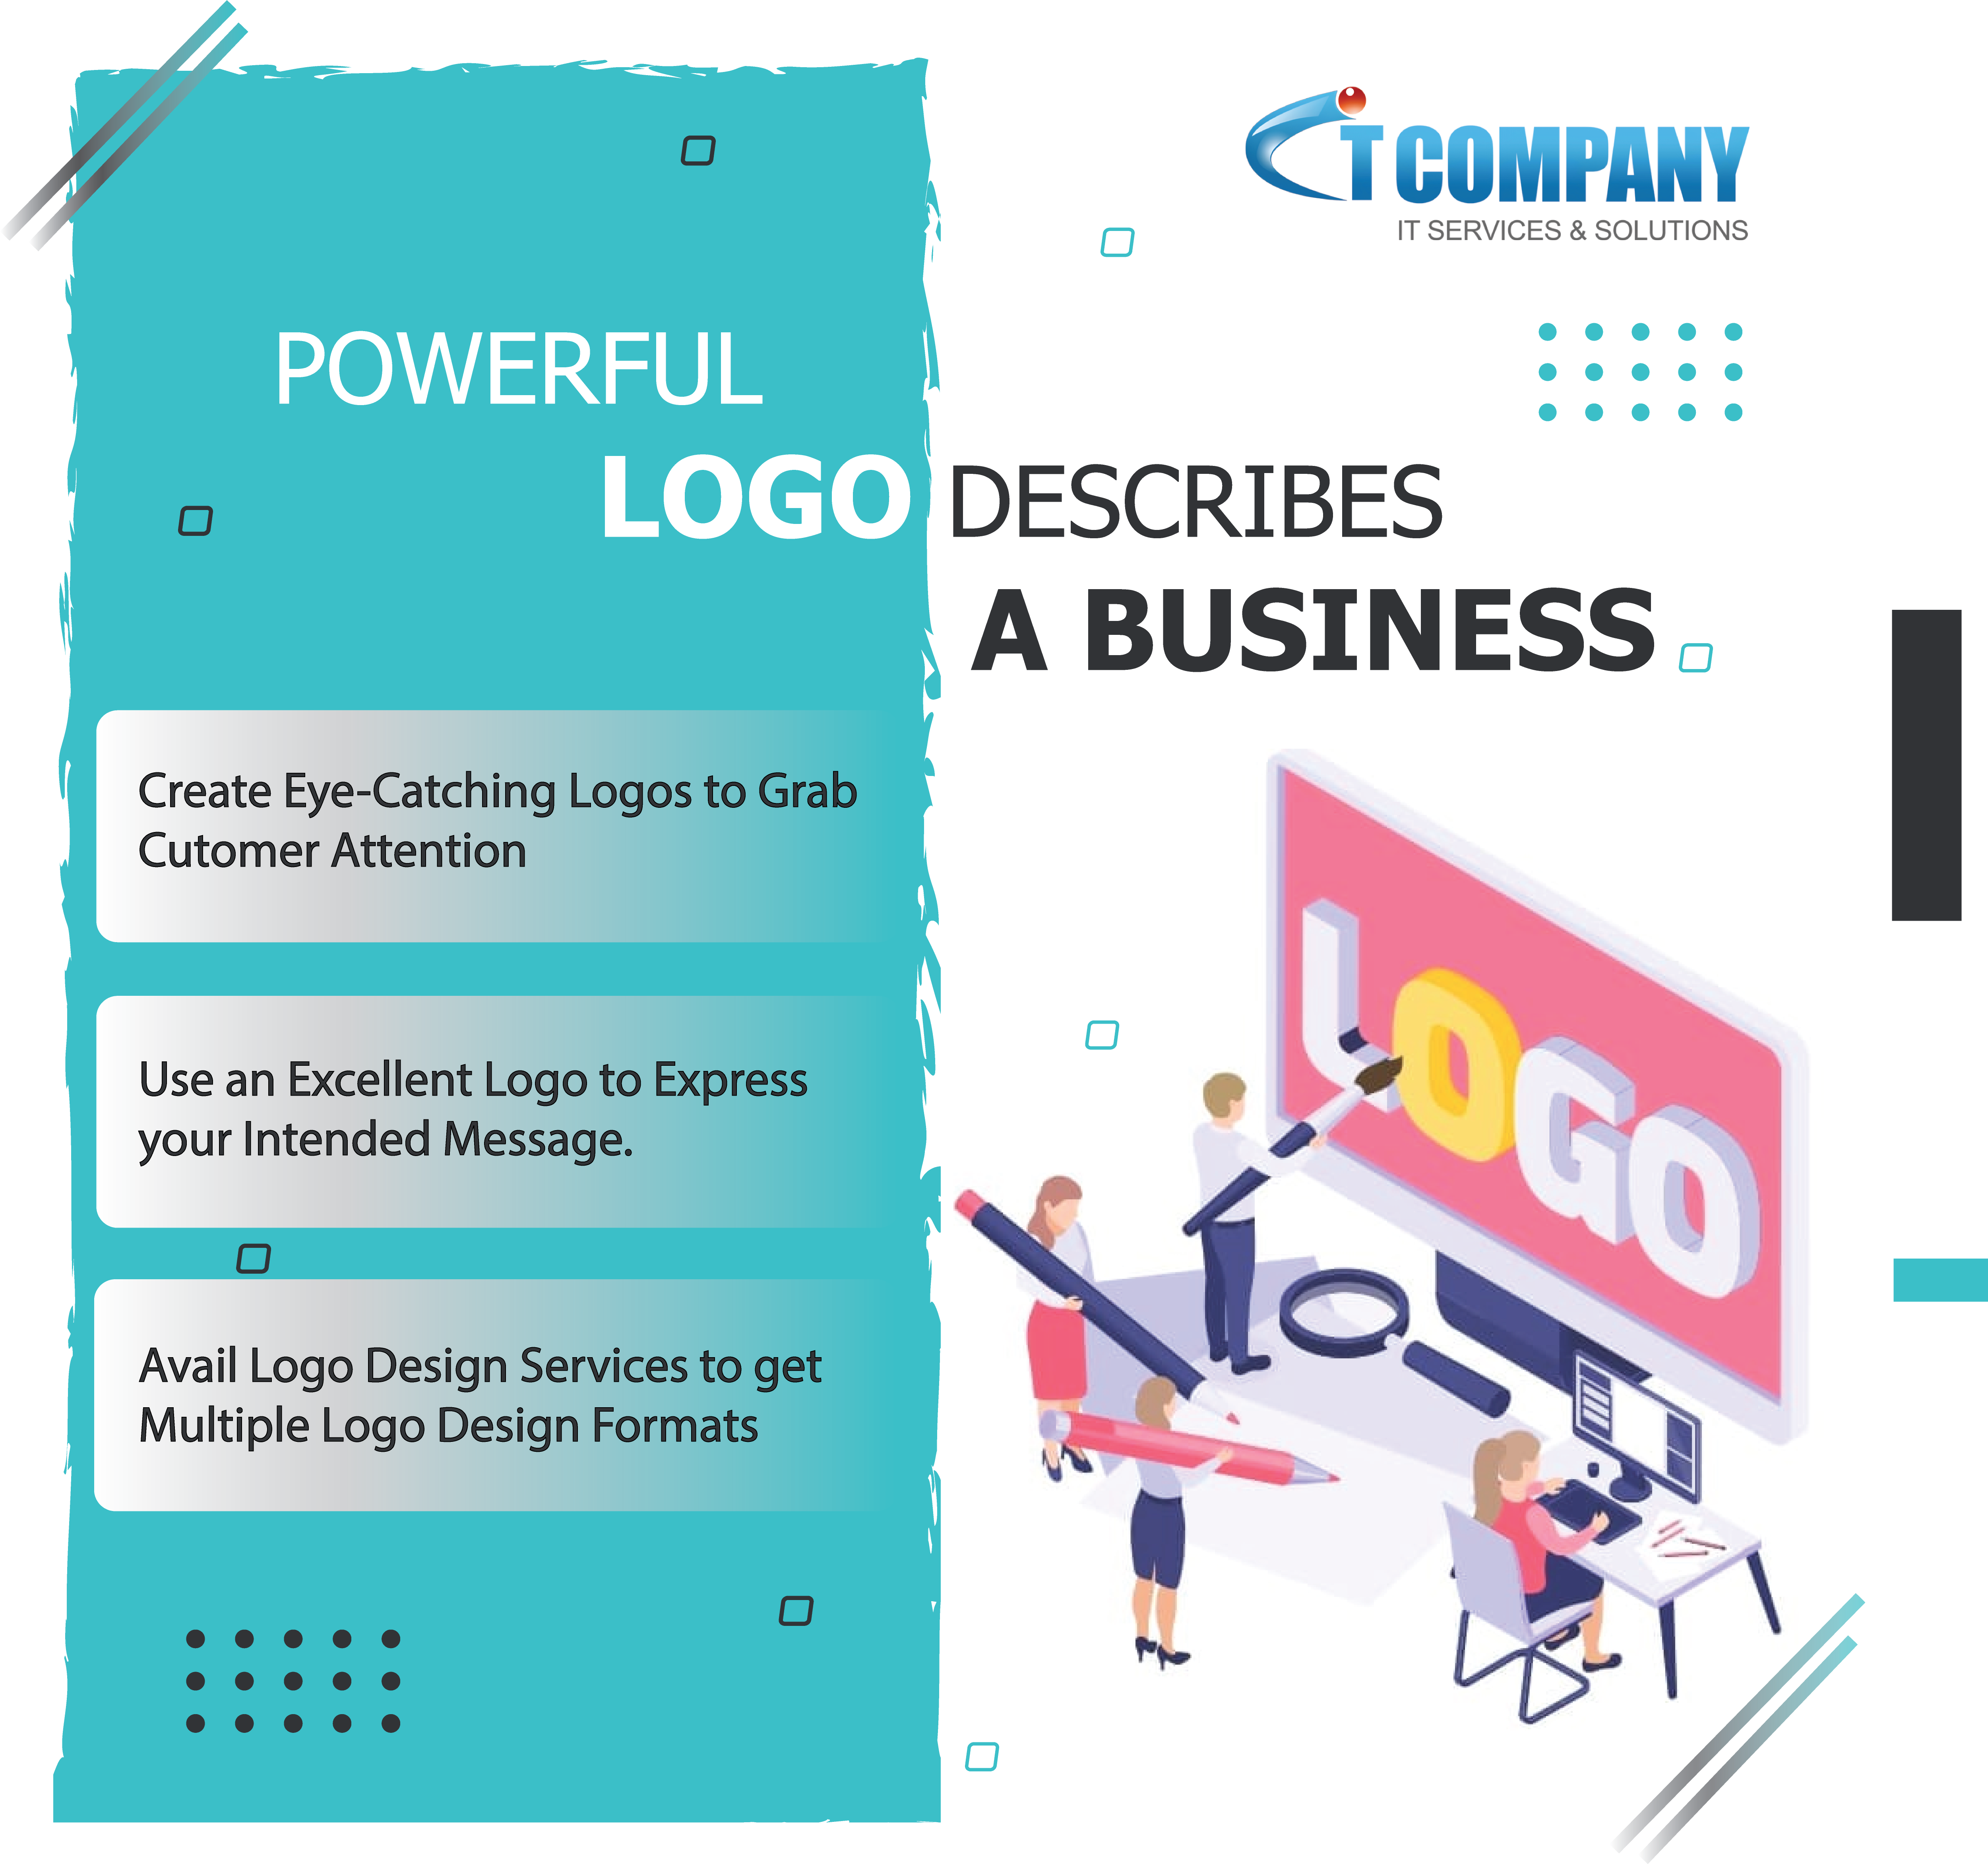 iT COMPANY
IT SERVICES & SOLUTIONS
POWERFUL
LOGO DESCRIBES
A BUSINESS
Create Eye-Catching Logos to Grab
Cutomer Attention
Use an Excellent Logo to Express
your Intended Message.
Avail Logo Design Services to get
Multiple Logo Design Formats
LOGO